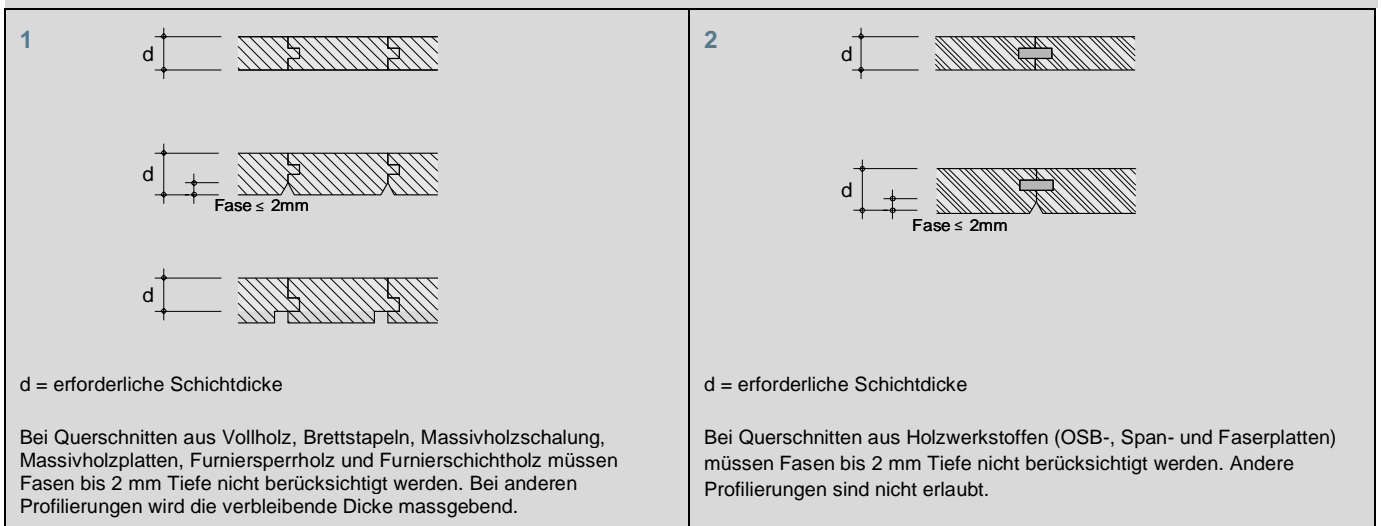 1
d
d
Fase ≤ 2mm
d
d = erforderliche Schichtdicke
Bei Querschnitten aus Vollholz, Brettstapeln, Massivholzschalung,
Massivholzplatten, Furniersperrholz und Furnierschichtholz müssen
Fasen bis 2 mm Tiefe nicht berücksichtigt werden. Bei anderen
Profilierungen wird die verbleibende Dicke massgebend.
2
d
d
Fase ≤ 2mm
d = erforderliche Schichtdicke
Bei Querschnitten aus Holzwerkstoffen (OSB-, Span- und Faserplatten)
müssen Fasen bis 2 mm Tiefe nicht berücksichtigt werden. Andere
Profilierungen sind nicht erlaubt.